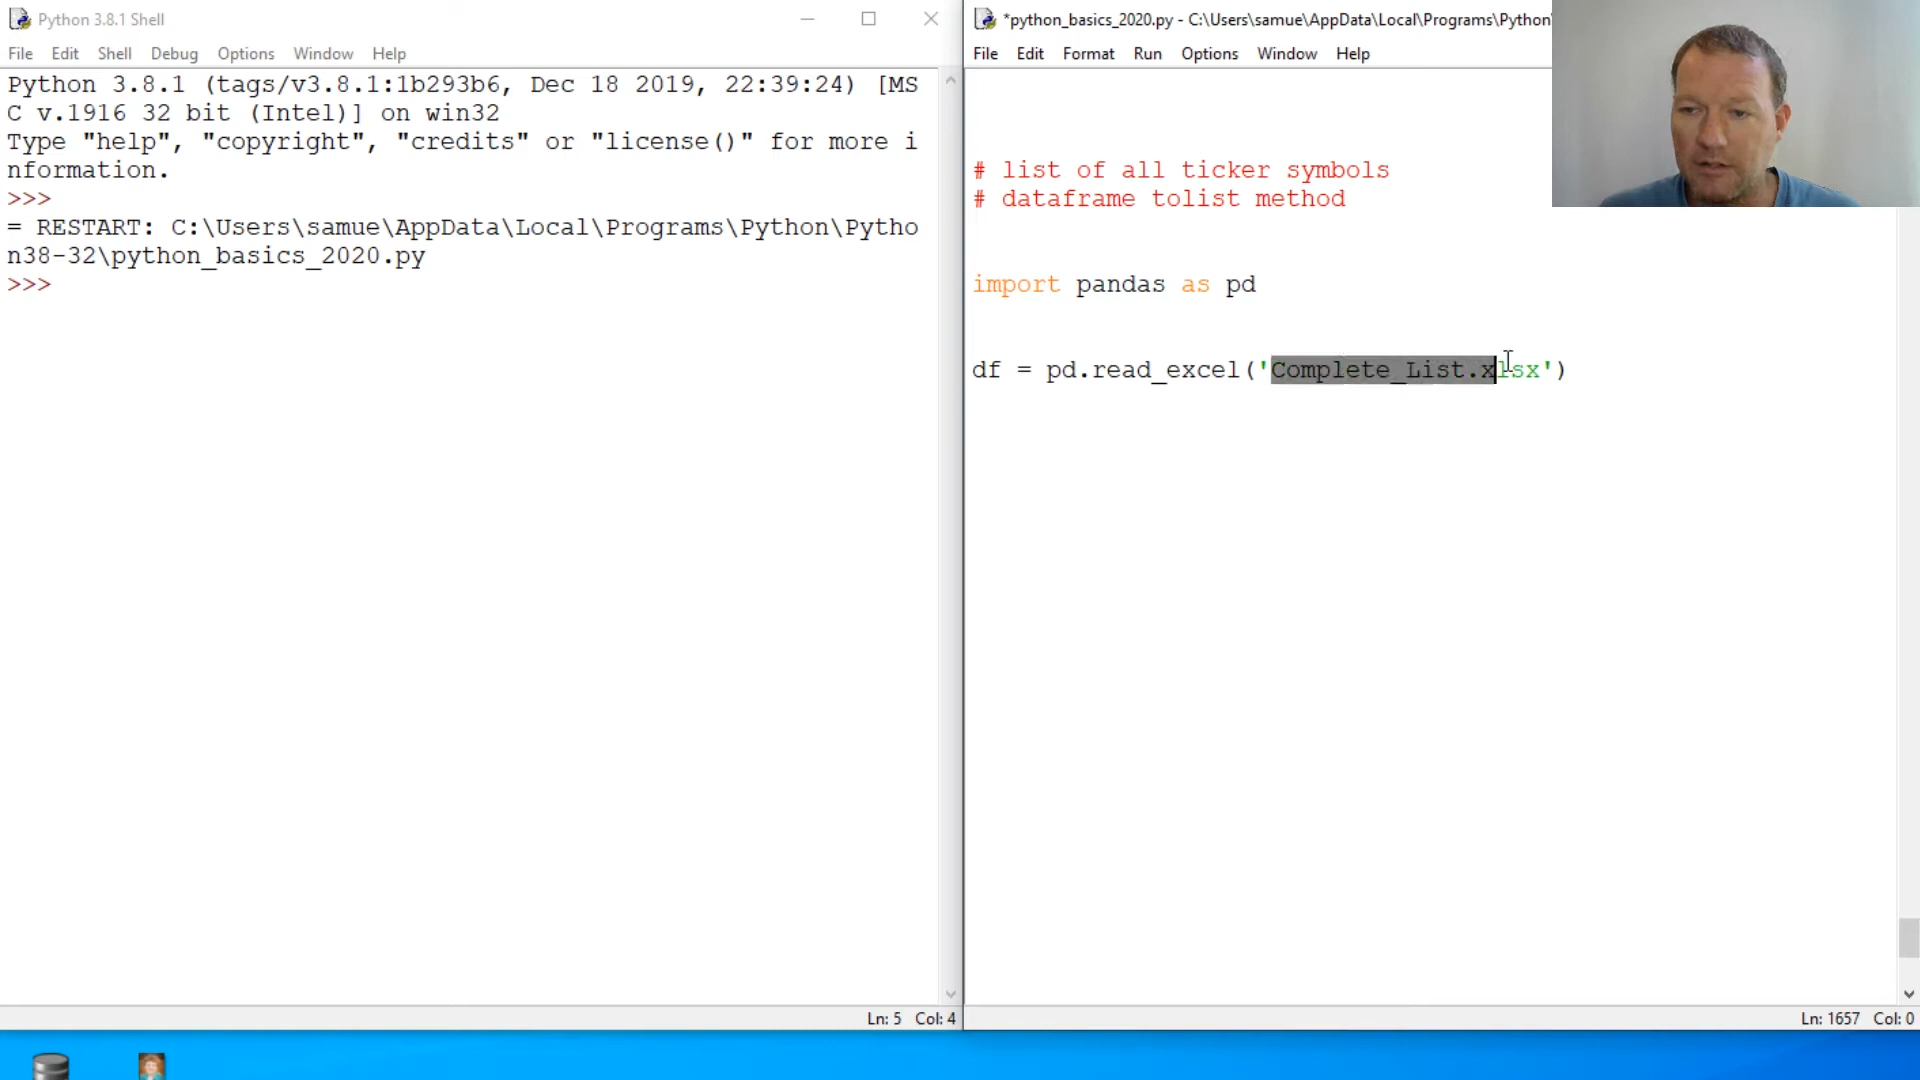 Python 3.8.1 Shell
File Edit Shell Debug Options Window Help
Python 3.8.1 (tags/v3.8.1:1b293b6, Dec 18 2019, 22:39:24) [MS
C v.1916 32 bit (Intel)] on win32
Type "help", "copyright", "credits" or "license()" for more i
nformation.
>>>
= RESTART: C:\Users\samue\AppData\Local\Programs\Python\Pytho
n38-32\python_basics_2020.py
>>>
Ln: 5 Col: 4
*python_basics_2020.py - C:\Users\samue\AppData\Local\Programs\Python\
File Edit Format Run Options Window Help
# list of all ticker symbols
# dataframe tolist method
import pandas as pd
df = pd.read_excel('Complete_List.xlsx')
Ln: 1657 Col: 0